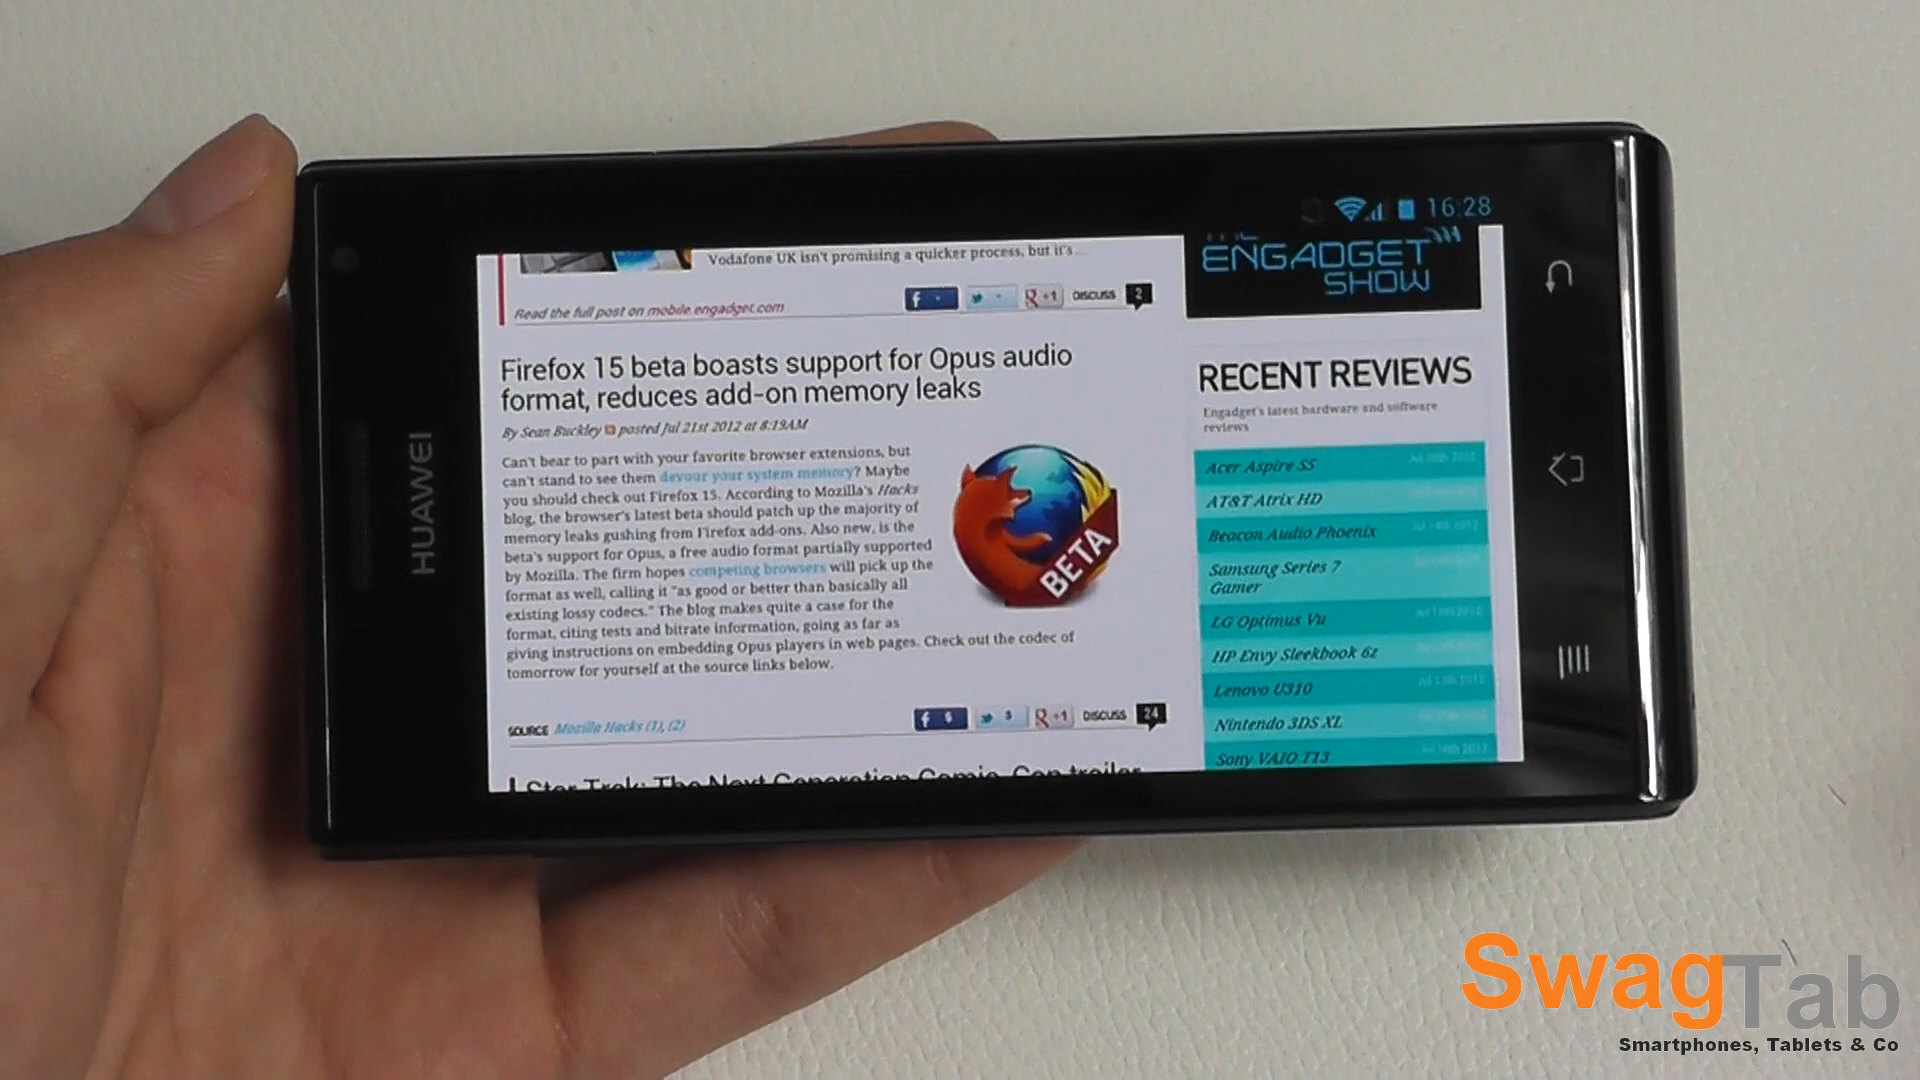 HUAWEI
16:28
Vodafone UK isn't promising a quicker process, but it's ...
Read the full post on mobile.engadget.com
+1 DISCUSS 2
Firefox 15 beta boasts support for Opus audio
format, reduces add-on memory leaks
By Sean Buckley posted Jul 21st 2012 at 8:19AM
Can't bear to part with your favorite browser extensions, but
can't stand to see them devour your system memory? Maybe
you should check out Firefox 15. According to Mozilla's Hacks
blog, the browser's latest beta should patch up the majority of
memory leaks gushing from Firefox add-ons. Also new, is the
beta's support for Opus, a free audio format partially supported
by Mozilla. The firm hopes competing browsers will pick up the
format as well, calling it "as good or better than basically all
existing lossy codecs." The blog makes quite a case for the
format, citing tests and bitrate information, going as far as
giving instructions on embedding Opus players in web pages. Check out the codec of
tomorrow for yourself at the source links below.
BETA
SOURCE Mozilla Hacks (1), (2)
+1 DISCUSS 24
Star Trek: The Next Generation Comic-Con trailer
ENGADGET
SHOW
RECENT REVIEWS
Engadget's latest hardware and software
reviews
Acer Aspire S5
AT&T Atrix HD
Beacon Audio Phoenix
Samsung Series 7
Gamer
LG Optimus Vu
HP Envy Sleekbook 6z
Lenovo U310
Nintendo 3DS XL
Sony VAIO T13
SwagTab
Smartphones, Tablets & Co